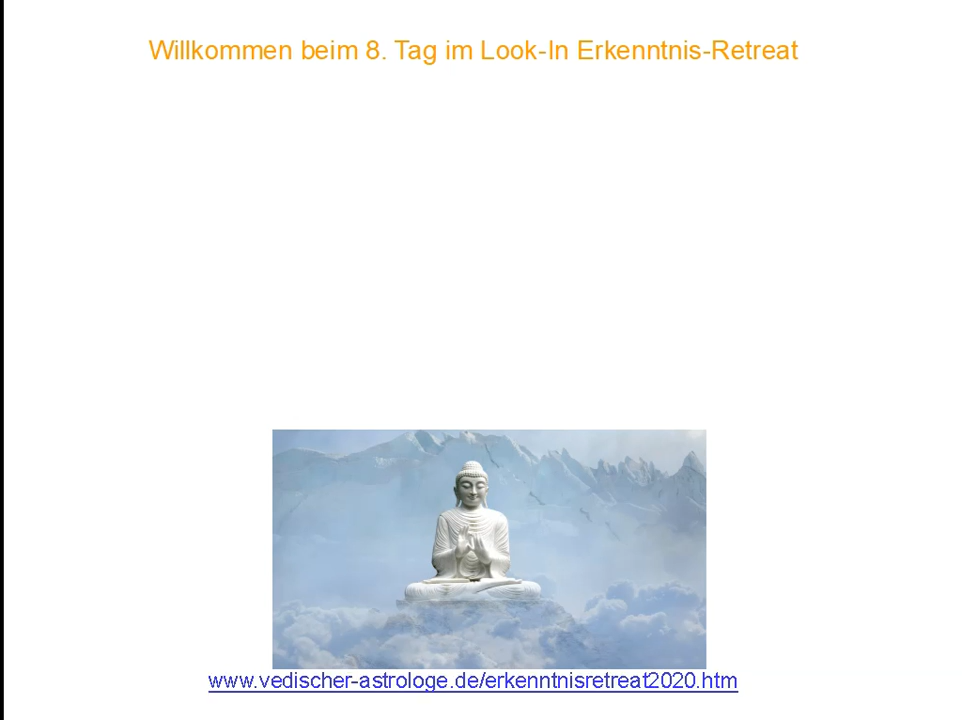 Willkommen beim 8. Tag im Look-In Erkenntnis-Retreat
www.vedischer-astrologe.de/erkenntnisretreat2020.htm